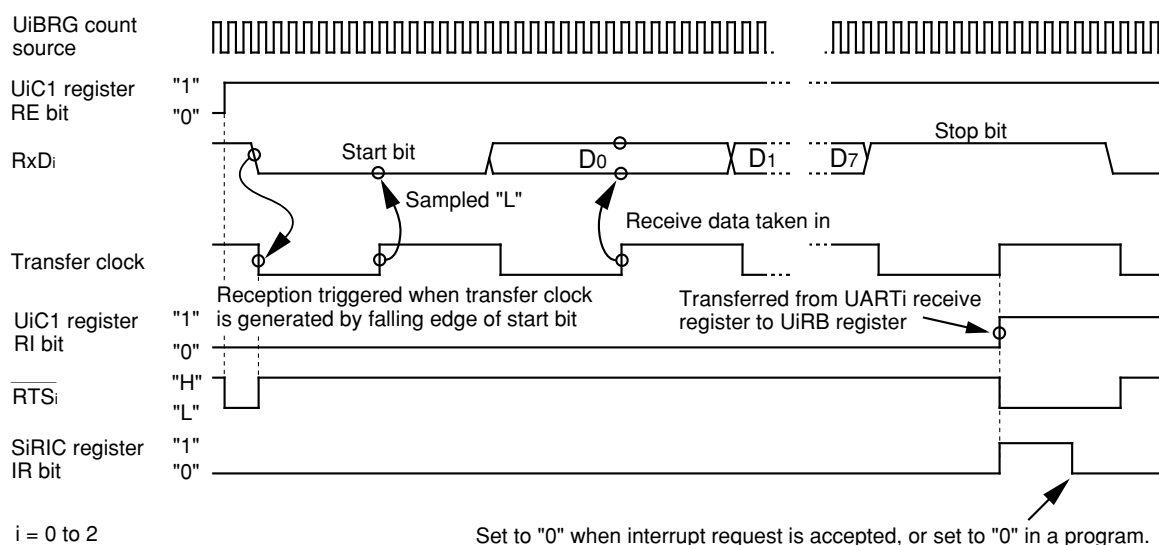 UiBRG count
source
UiC1 register
RE bit
"1"
"0"
RxDi
Start bit
D0
D1
D7
Stop bit
Sampled "L"
Receive data taken in
Transfer clock
Reception triggered when transfer clock
is generated by falling edge of start bit
Transferred from UARTi receive
register to UiRB register
UiC1 register
RI bit
"1"
"0"
RTSi
"H"
"L"
SiRIC register
IR bit
"1"
"0"
i = 0 to 2
Set to "0" when interrupt request is accepted, or set to "0" in a program.